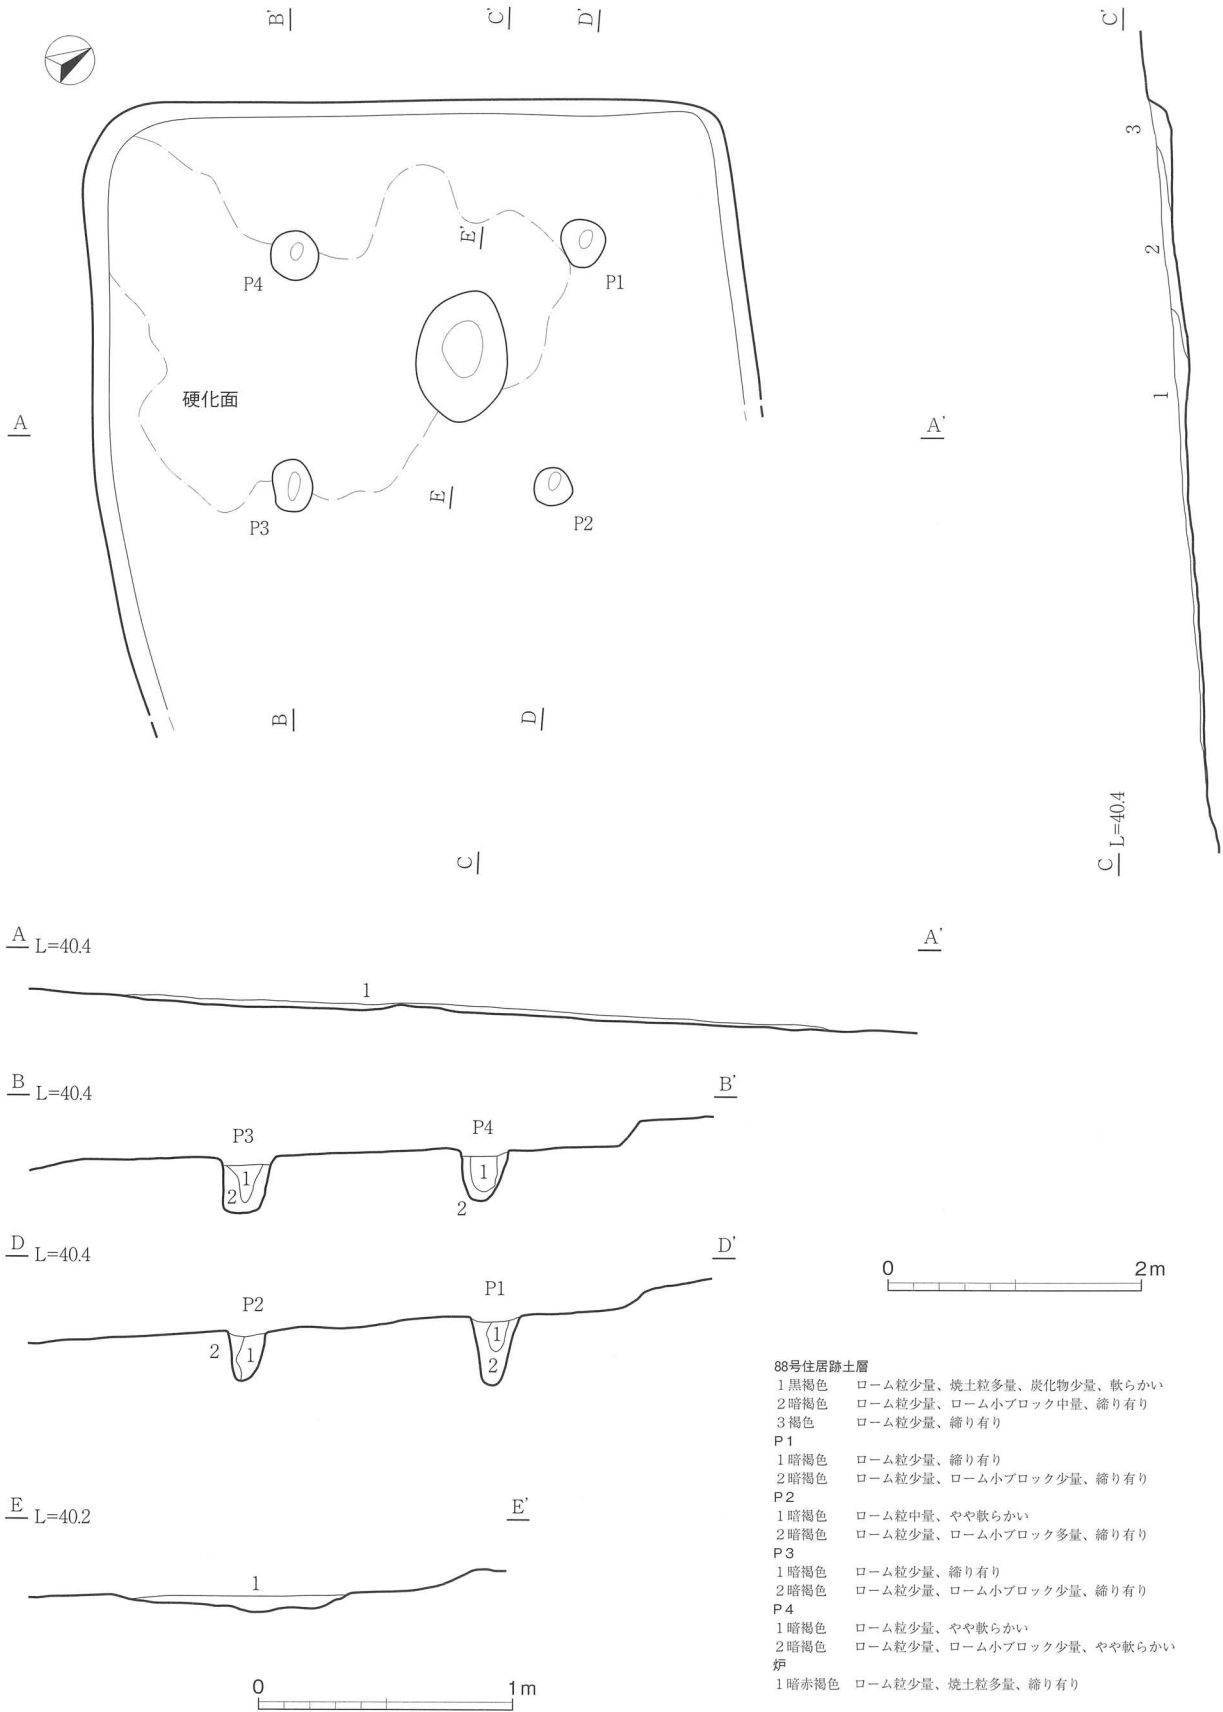 B'
C'
D'
C'
3
2
1
E'
P4
P1
硬化面
A
A'
P3
E
P2
B
D
C
C L=40.4
A L=40.4
A'
1
B L=40.4
B'
P3
P4
1
2
1
2
D L=40.4
D'
P2
P1
2
1
1
2
0 2m
88号住居跡土層
1黒褐色 ローム粒少量、焼土粒多量、炭化物少量、軟らかい
2暗褐色 ローム粒少量、ローム小ブロック中量、締り有り
3褐色 ローム粒少量、締り有り
P1
1暗褐色 ローム粒少量、締り有り
2暗褐色 ローム粒少量、ローム小ブロック少量、締り有り
P2
1暗褐色 ローム粒中量、やや軟らかい
2暗褐色 ローム粒少量、ローム小ブロック多量、締り有り
P3
1暗褐色 ローム粒少量、締り有り
2暗褐色 ローム粒少量、ローム小ブロック少量、締り有り
P4
1暗褐色 ローム粒少量、やや軟らかい
2暗褐色 ローム粒少量、ローム小ブロック少量、やや軟らかい
炉
1暗赤褐色 ローム粒少量、焼土粒多量、締り有り
E L=40.2
E'
1
0 1m